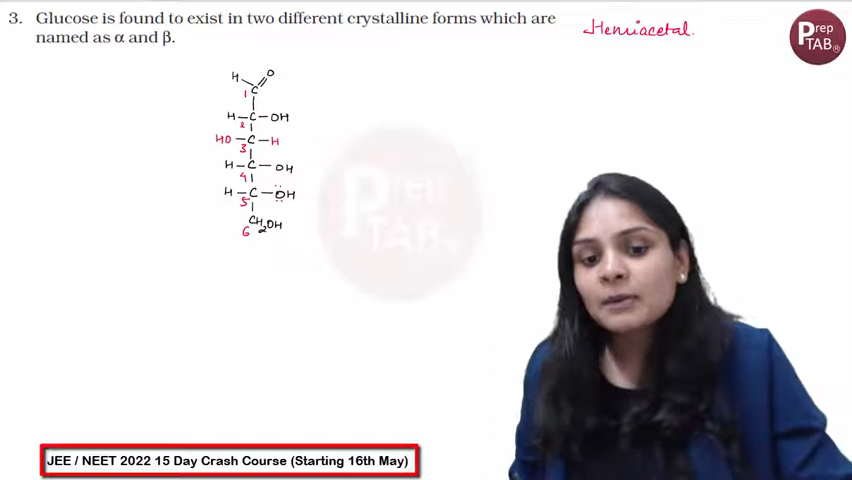 3. Glucose is found to exist in two different crystalline forms which are
named as α and β.
Hemiacetal.
Prep
TAB®
H O
1 C
H-C-OH
2
HO-C-H
3
H-C-OH
4
H-C-OH
5
CH2OH
6
Prep
TAB®
JEE / NEET 2022 15 Day Crash Course (Starting 16th May)